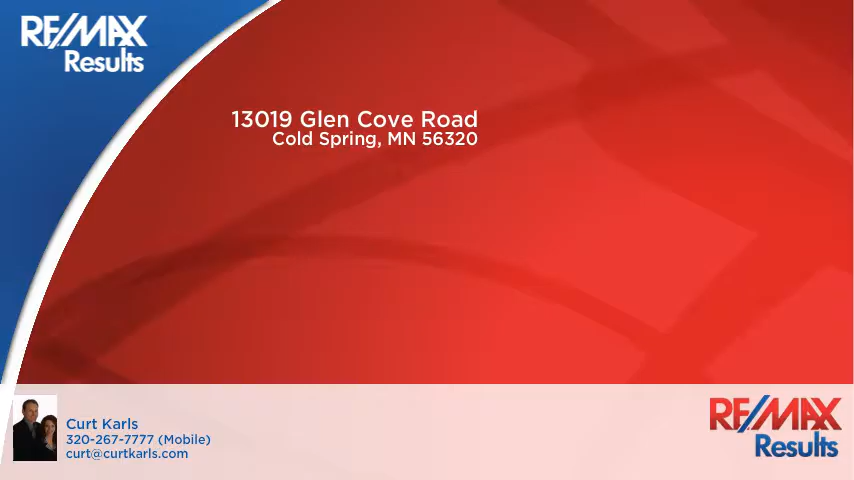 RE/MAX
Results
13019 Glen Cove Road
Cold Spring, MN 56320
Curt Karls
320-267-7777 (Mobile)
curt@curtkarls.com
RE/MAX
Results